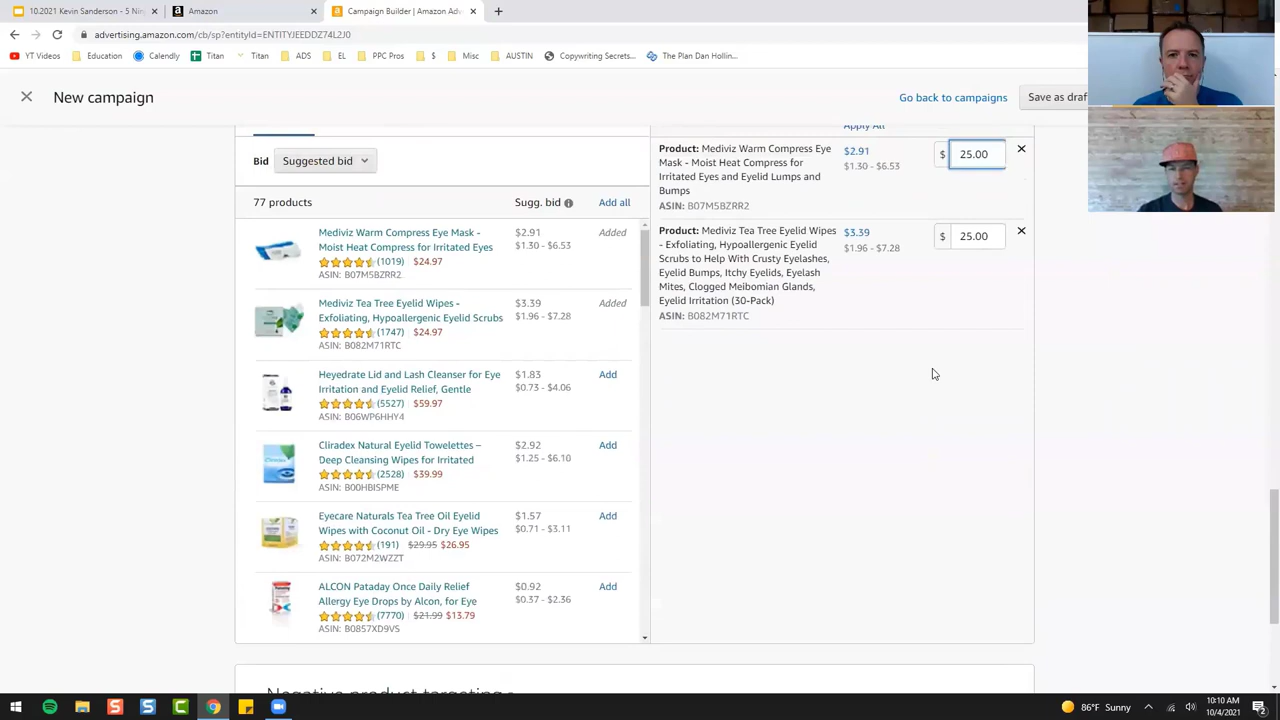 10.2021 Kevin Sanderson - 5 Nin
Amazon
Campaign Builder | Amazon Adv
advertising.amazon.com/cb/sp?entityId=ENTITYJEEDDZ74L2J0
YT Videos
Education
Calendly
Titan
Titan
ADS
EL
PPC Pros
$
Misc
AUSTIN
Copywriting Secrets...
The Plan Dan Hollin...
New campaign
Go back to campaigns
Save as draf
Apply All
Bid
Suggested bid
77 products
Sugg. bid
Add all
Mediviz Warm Compress Eye Mask -
Moist Heat Compress for Irritated Eyes
(1019) $24.97
ASIN: B07M5BZRR2
$2.91
$1.30 - $6.53
Added
Mediviz Tea Tree Eyelid Wipes -
Exfoliating, Hypoallergenic Eyelid Scrubs
(1747) $24.97
ASIN: B082M71RTC
$3.39
$1.96 - $7.28
Added
Heyedrate Lid and Lash Cleanser for Eye
Irritation and Eyelid Relief, Gentle
(5527) $59.97
ASIN: B06WP6HHY4
$1.83
$0.73 - $4.06
Add
Cliradex Natural Eyelid Towelettes –
Deep Cleansing Wipes for Irritated
(2528) $39.99
ASIN: B00HBISPME
$2.92
$1.25 - $6.10
Add
Eyecare Naturals Tea Tree Oil Eyelid
Wipes with Coconut Oil - Dry Eye Wipes
(191) $29.95 $26.95
ASIN: B072M2WZZT
$1.57
$0.71 - $3.11
Add
ALCON Pataday Once Daily Relief
Allergy Eye Drops by Alcon, for Eye
(7770) $21.99 $13.79
ASIN: B0857XD9VS
$0.92
$0.37 - $2.36
Add
Product: Mediviz Warm Compress Eye
Mask - Moist Heat Compress for
Irritated Eyes and Eyelid Lumps and
Bumps
ASIN: B07M5BZRR2
$2.91
$1.30 - $6.53
$ 25.00
Product: Mediviz Tea Tree Eyelid Wipes
- Exfoliating, Hypoallergenic Eyelid
Scrubs to Help With Crusty Eyelashes,
Eyelid Bumps, Itchy Eyelids, Eyelash
Mites, Clogged Meibomian Glands,
Eyelid Irritation (30-Pack)
ASIN: B082M71RTC
$3.39
$1.96 - $7.28
$ 25.00
Negative product targeting
86°F Sunny
10:10 AM
10/4/2021